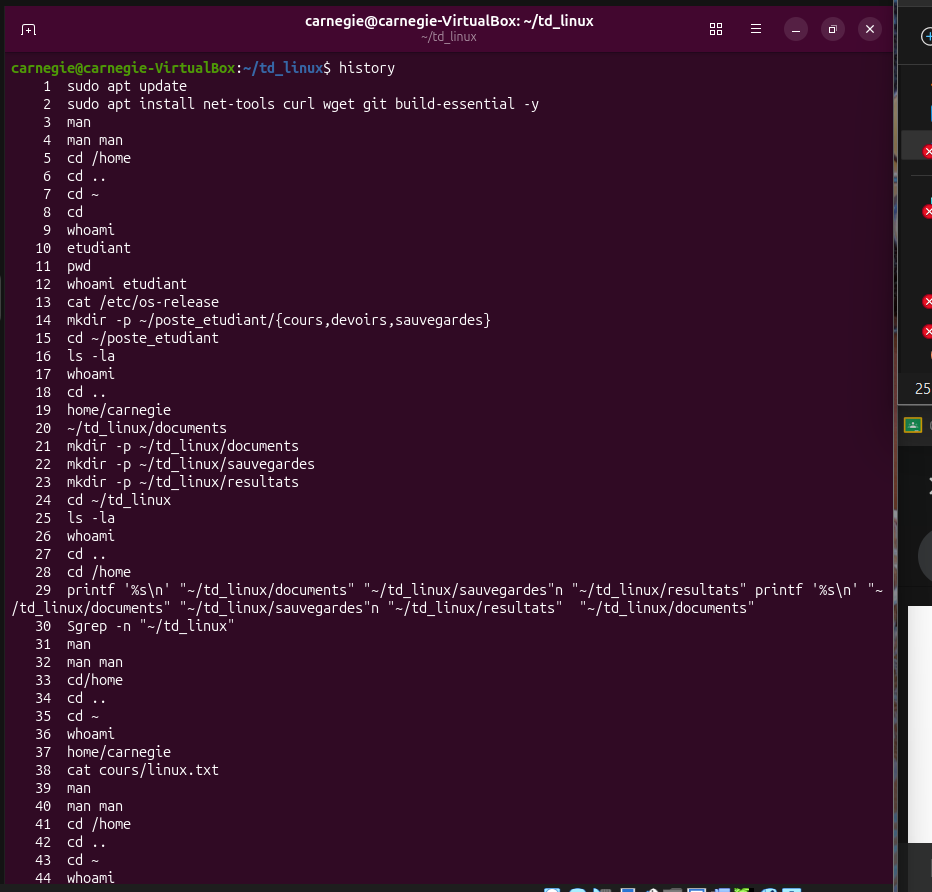 carnegie@carnegie-VirtualBox: ~/td_linux
~/td_linux
carnegie@carnegie-VirtualBox:~/td_linux$ history
1 sudo apt update
2 sudo apt install net-tools curl wget git build-essential -y
3 man
4 man man
5 cd /home
6 cd ..
7 cd ~
8 cd
9 whoami
10 etudiant
11 pwd
12 whoami etudiant
13 cat /etc/os-release
14 mkdir -p ~/poste_etudiant/{cours,devoirs,sauvegardes}
15 cd ~/poste_etudiant
16 ls -la
17 whoami
18 cd ..
19 home/carnegie
20 ~/td_linux/documents
21 mkdir -p ~/td_linux/documents
22 mkdir -p ~/td_linux/sauvegardes
23 mkdir -p ~/td_linux/resultats
24 cd ~/td_linux
25 ls -la
26 whoami
27 cd ..
28 cd /home
29 printf '%s\n' "~/td_linux/documents" "~/td_linux/sauvegardes"n "~/td_linux/resultats" printf '%s\n' "~
/td_linux/documents" "~/td_linux/sauvegardes"n "~/td_linux/resultats"  "~/td_linux/documents"
30 Sgrep -n "~/td_linux"
31 man
32 man man
33 cd/home
34 cd ..
35 cd ~
36 whoami
37 home/carnegie
38 cat cours/linux.txt
39 man
40 man man
41 cd /home
42 cd ..
43 cd ~
44 whoami
25